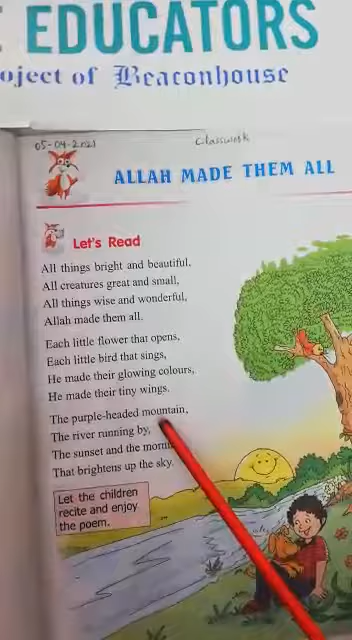 EDUCATORS
oject of Beaconhouse
05-04-2021
Classwork
ALLAH MADE THEM ALL
Let's Read
All things bright and beautiful,
All creatures great and small,
All things wise and wonderful,
Allah made them all.
Each little flower that opens,
Each little bird that sings,
He made their glowing colours,
He made their tiny wings.
The purple-headed mountain,
The river running by,
The sunset and the morni
That brightens up the sky.
Let the children
recite and enjoy
the poem.